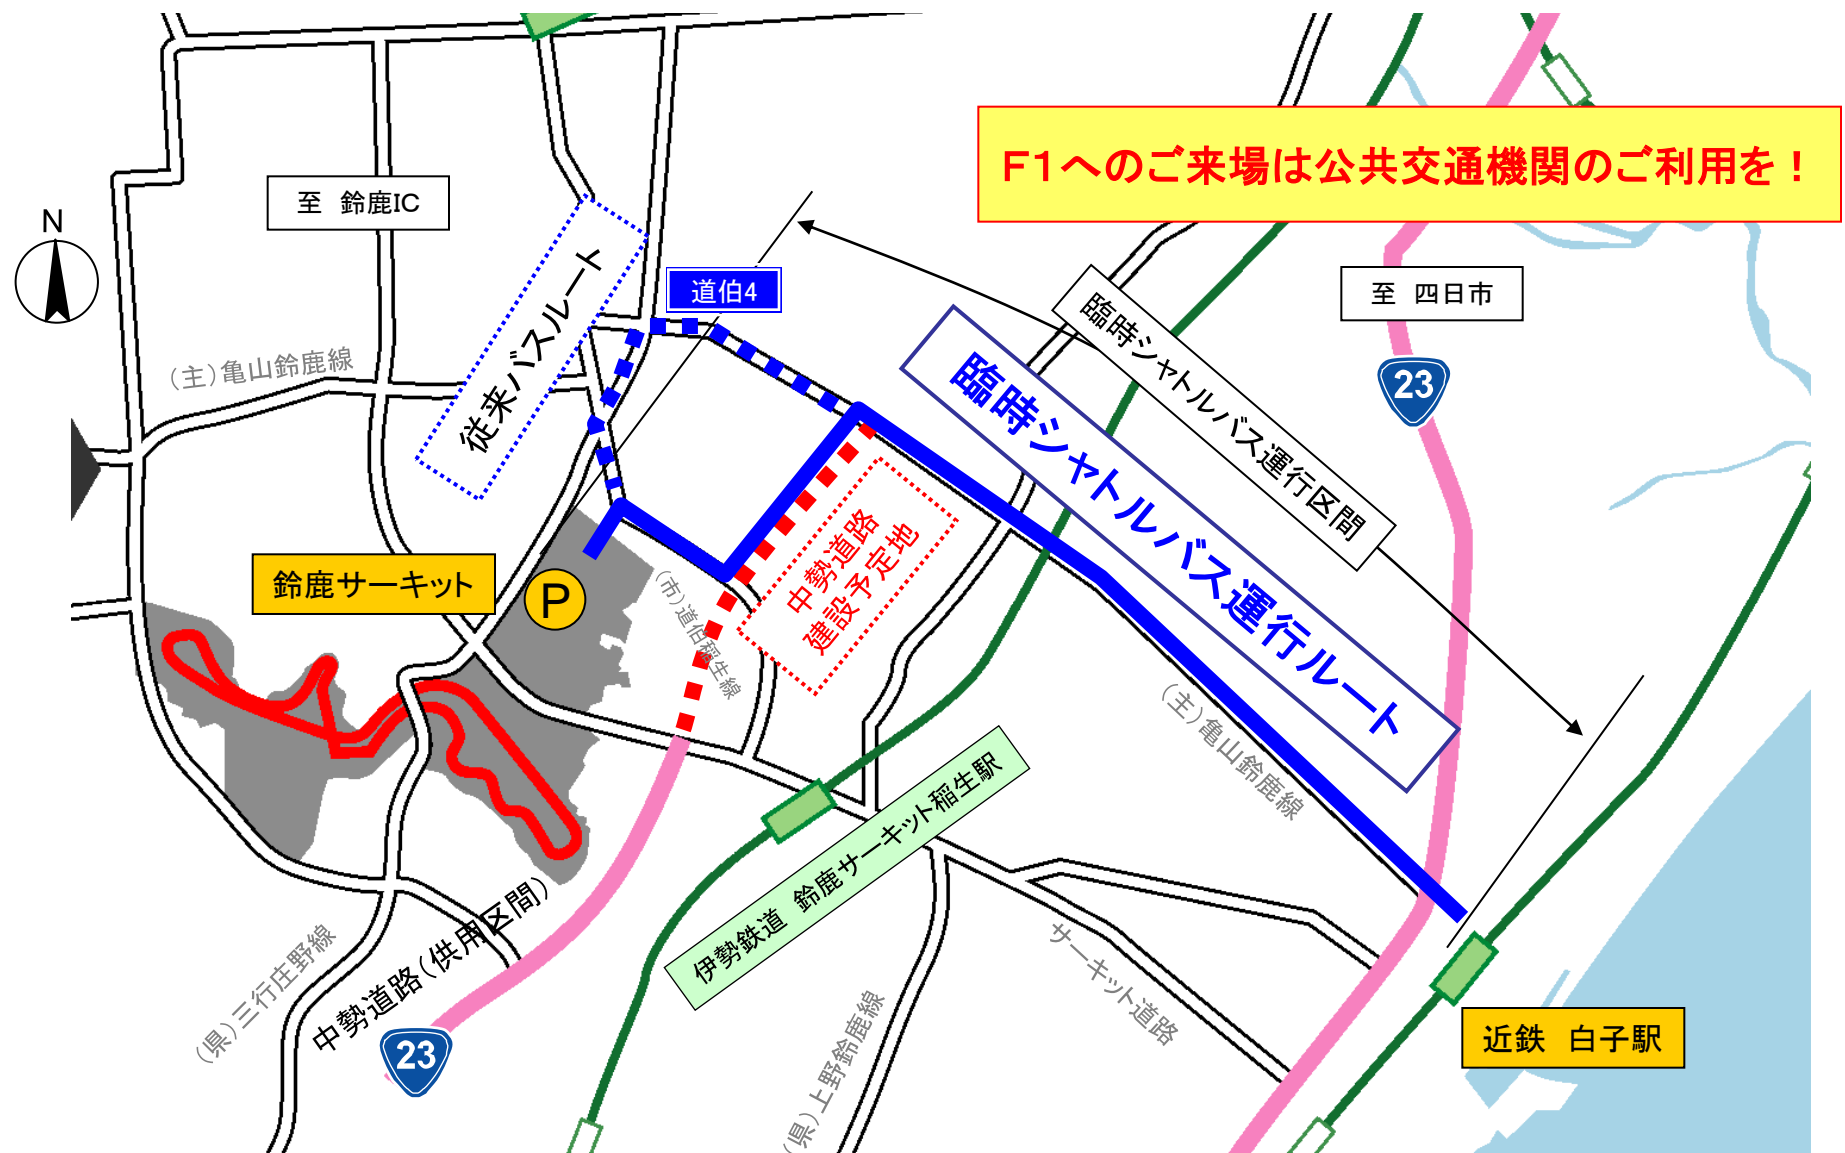 F1へのご来場は公共交通機関のご利用を！
至　鈴鹿IC
N
従来バスルート
道伯4
至　四日市
臨時シャトルバス運行区間
臨時シャトルバス運行ルート
23
(主)亀山鈴鹿線
中勢道路
建設予定地
鈴鹿サーキット
P
(市)道伯稲生線
(主)亀山鈴鹿線
伊勢鉄道　鈴鹿サーキット稲生駅
中勢道路(供用区間)
(県)三行庄野線
23
(県)上野鈴鹿線
サーキット道路
近鉄　白子駅